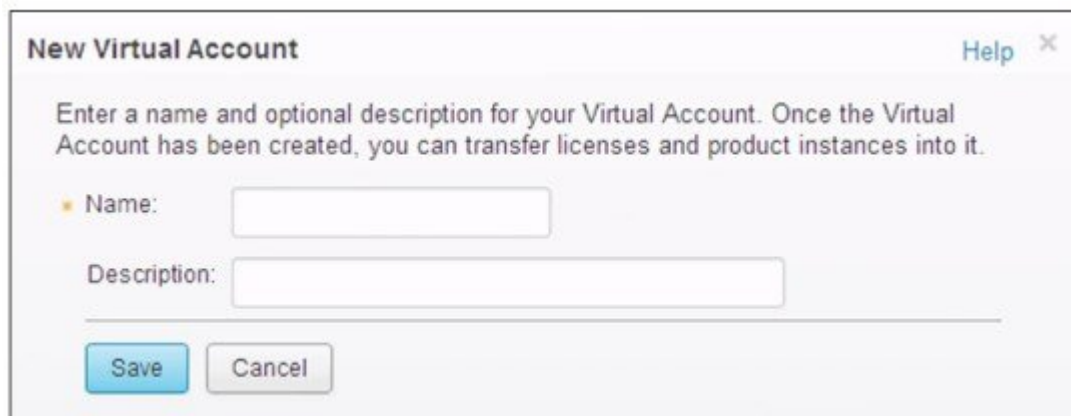 New Virtual Account
Help ×
Enter a name and optional description for your Virtual Account. Once the Virtual
Account has been created, you can transfer licenses and product instances into it.
* Name:
Description:
Save Cancel